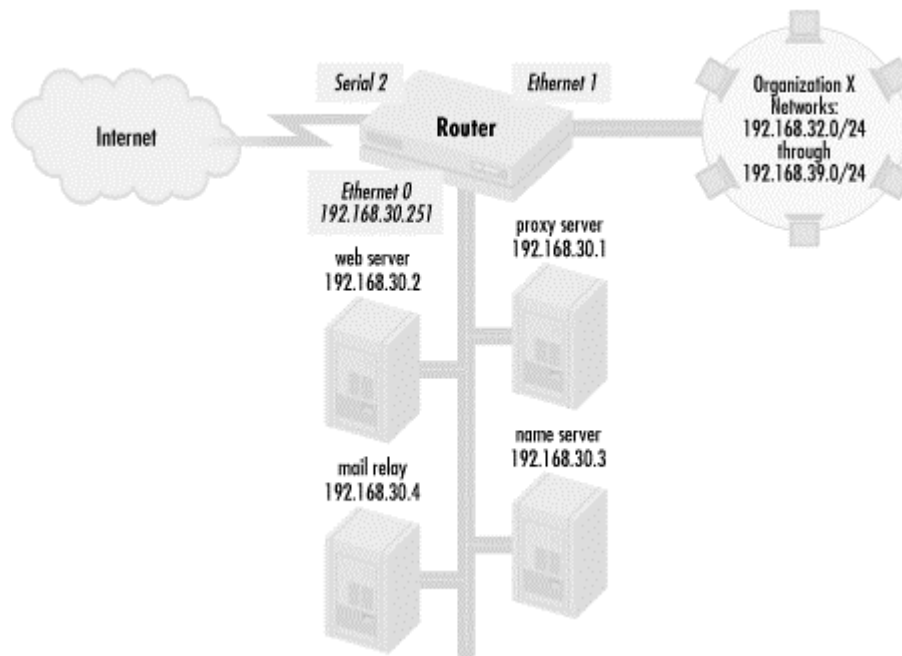 Serial 2
Ethernet 1
Internet
Router
Organization X
Networks:
192.168.32.0/24
through
192.168.39.0/24
Ethernet 0
192.168.30.251
proxy server
192.168.30.1
web server
192.168.30.2
name server
192.168.30.3
mail relay
192.168.30.4